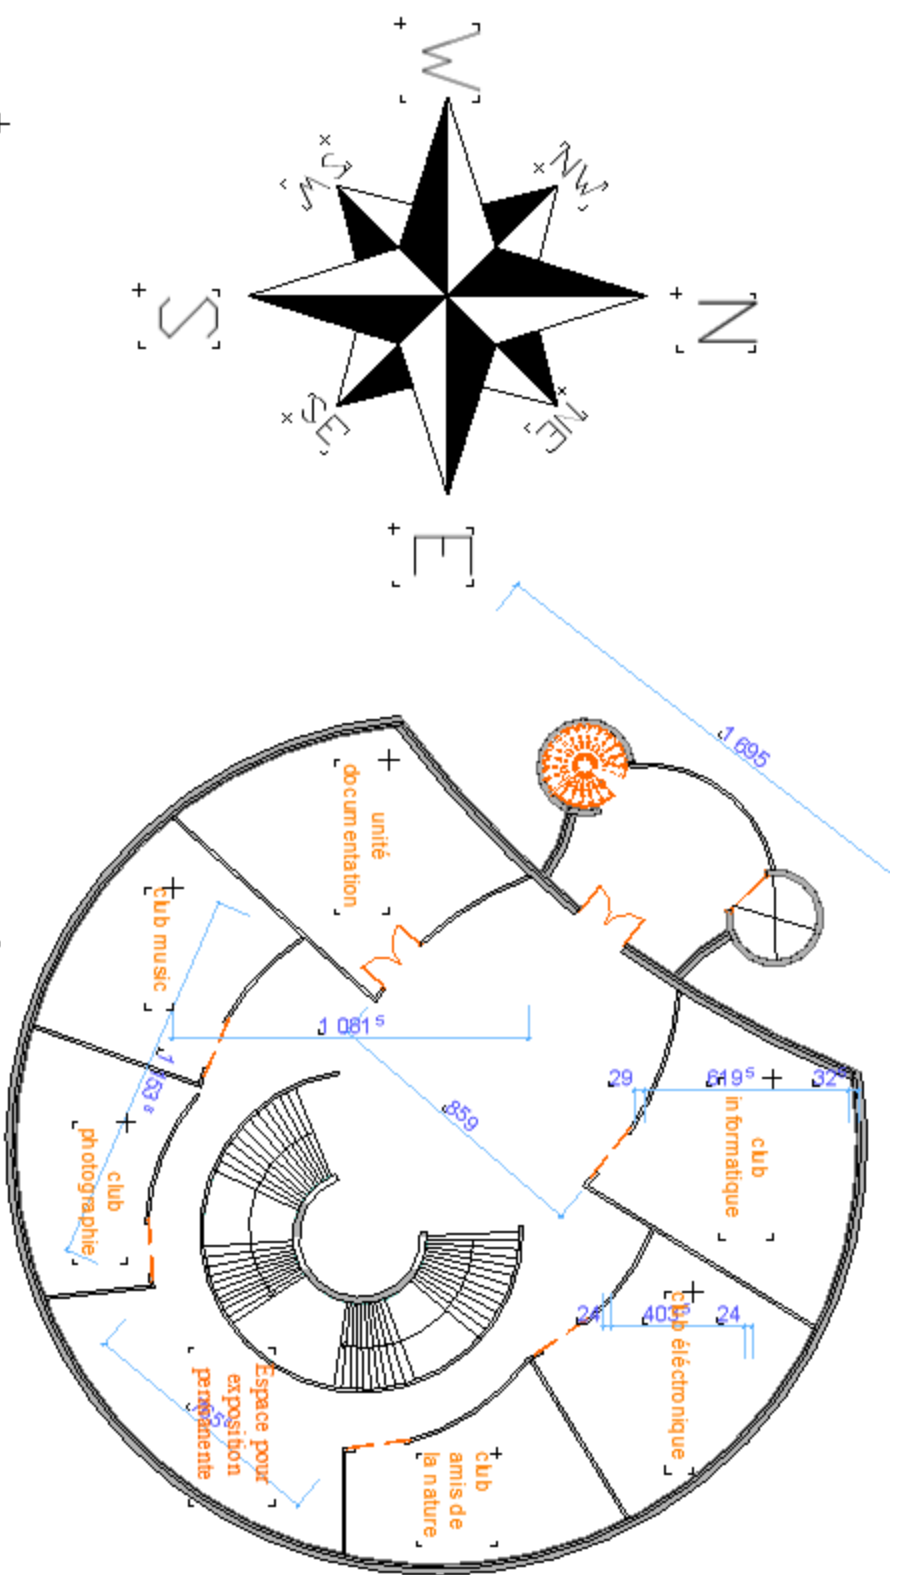 W
NW
SW
N
S
NE
SE
E
1 695
unité
documentation
club music
1 081⁵
29
619⁵
32⁵
859
club
informatique
club
photographie
24
403⁵
24
club éléctronique
Espace pour
exposition
permanente
club
amis de
la nature